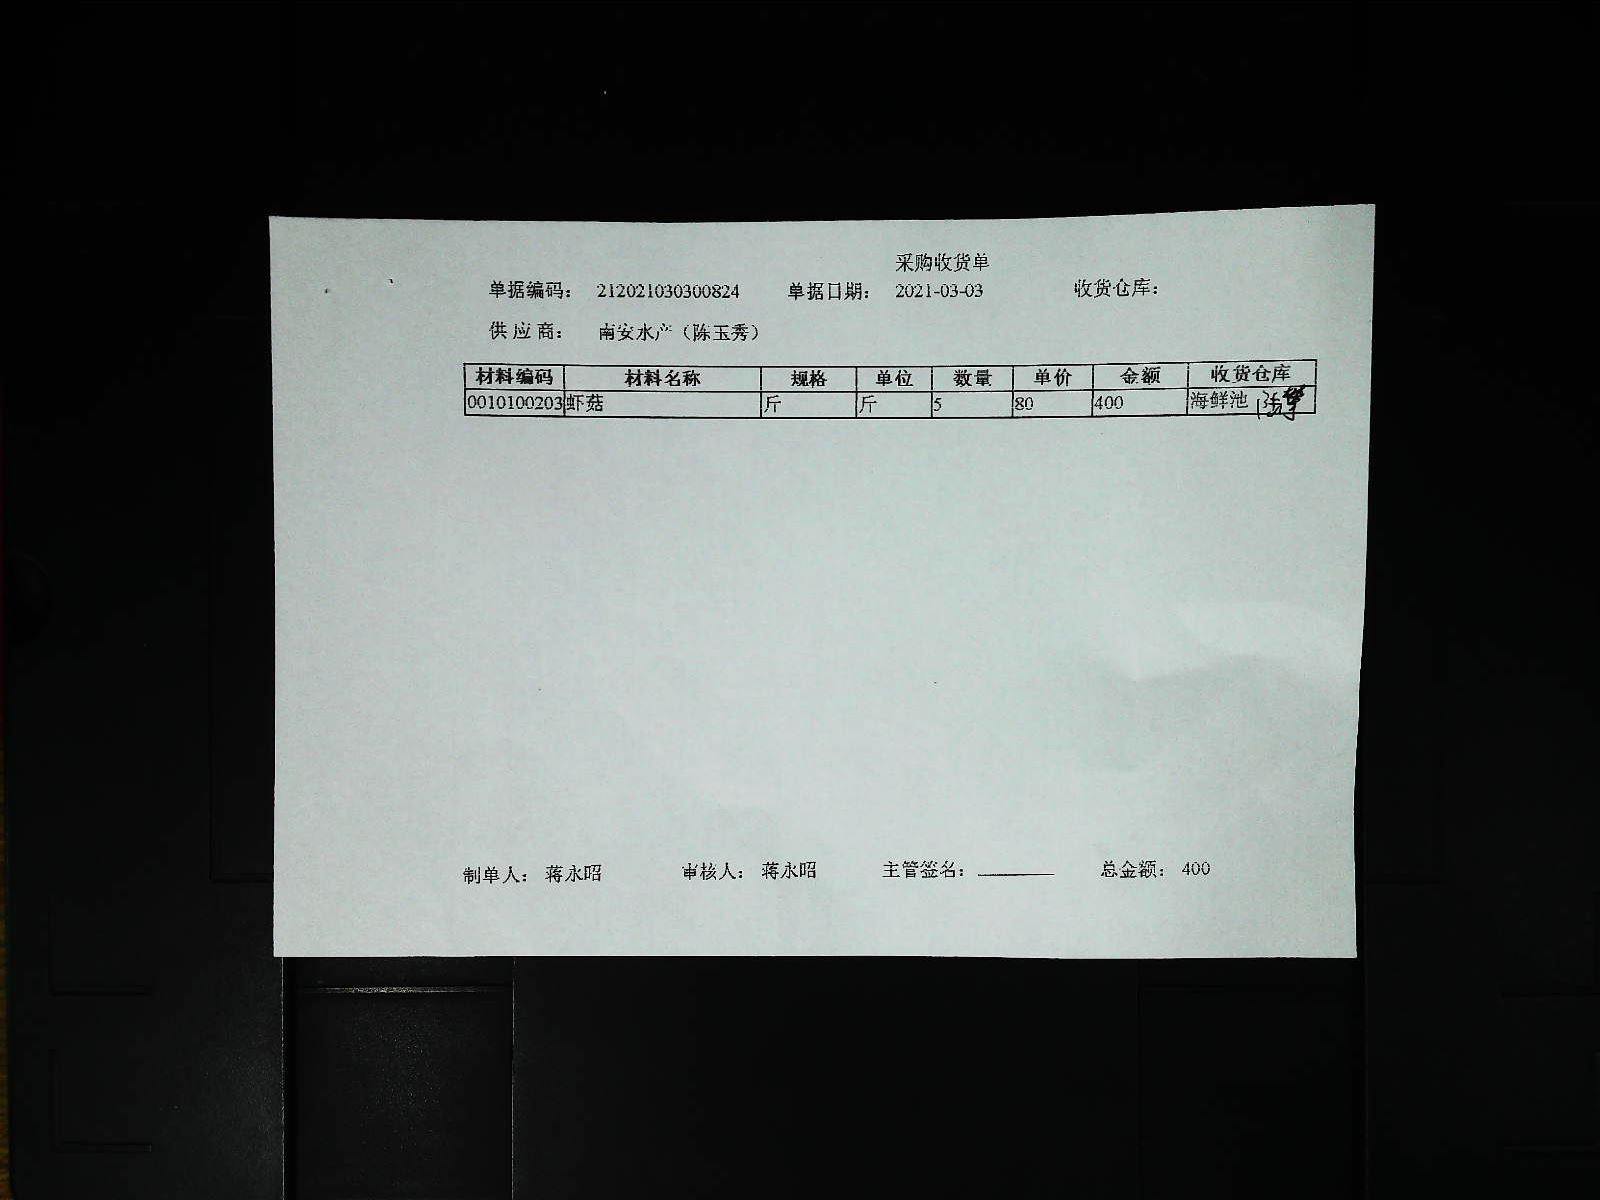 采购收货单
单据编码： 212021030300824 单据日期： 2021-03-03 收货仓库：
供应商： 南安水产（陈玉秀）
材料编码 材料名称 规格 单位 数量 单价 金额 收货仓库
0010100203 虾菇 斤 斤 5 80 400 海鲜池
制单人： 蒋永昭 审核人： 蒋永昭 主管签名： 总金额： 400